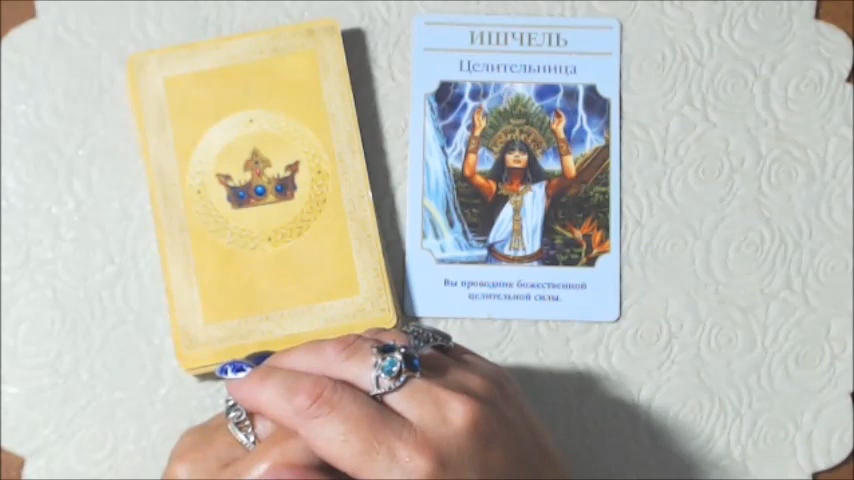 ИШЧЕЛЬ
Целительница
Вы проводник божественной
целительной силы.